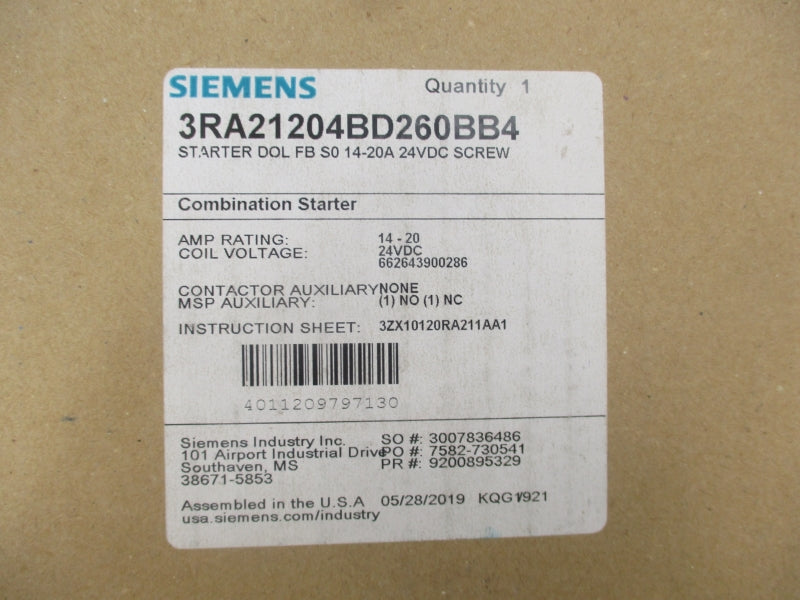 SIEMENS Quantity 1
3RA21204BD260BB4
STARTER DOL FB S0 14-20A 24VDC SCREW
Combination Starter
AMP RATING: 14 - 20
COIL VOLTAGE: 24VDC
662643900286
CONTACTOR AUXILIARY NONE
MSP AUXILIARY: (1) NO (1) NC
INSTRUCTION SHEET: 3ZX10120RA211AA1
4011209797130
Siemens Industry Inc. SO #: 3007836486
101 Airport Industrial Drive PO #: 7582-730541
Southaven, MS PR #: 9200895329
38671-5853
Assembled in the U.S.A 05/28/2019
usa.siemens.com/industry